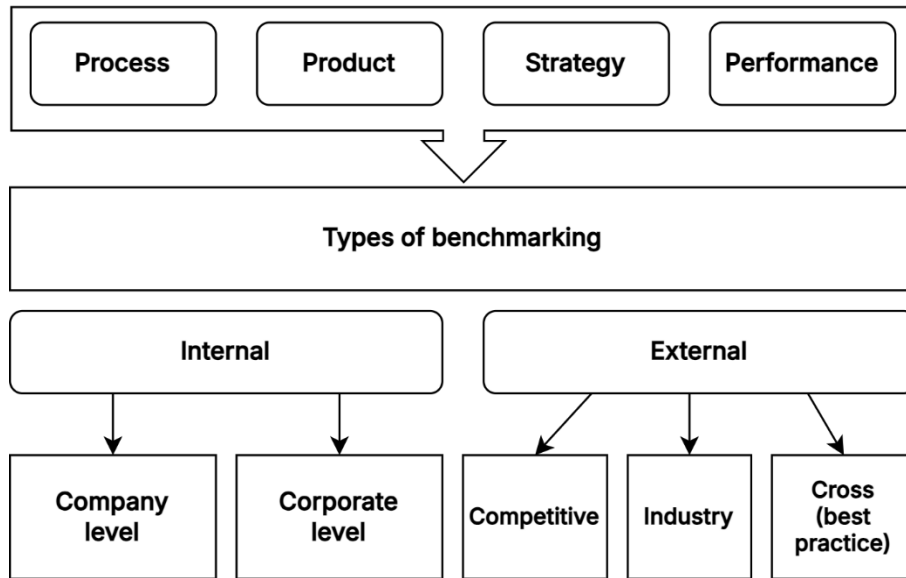 Process
Product
Strategy
Performance
Types of benchmarking
Internal
External
Company
level
Corporate
level
Competitive
Industry
Cross
(best
practice)